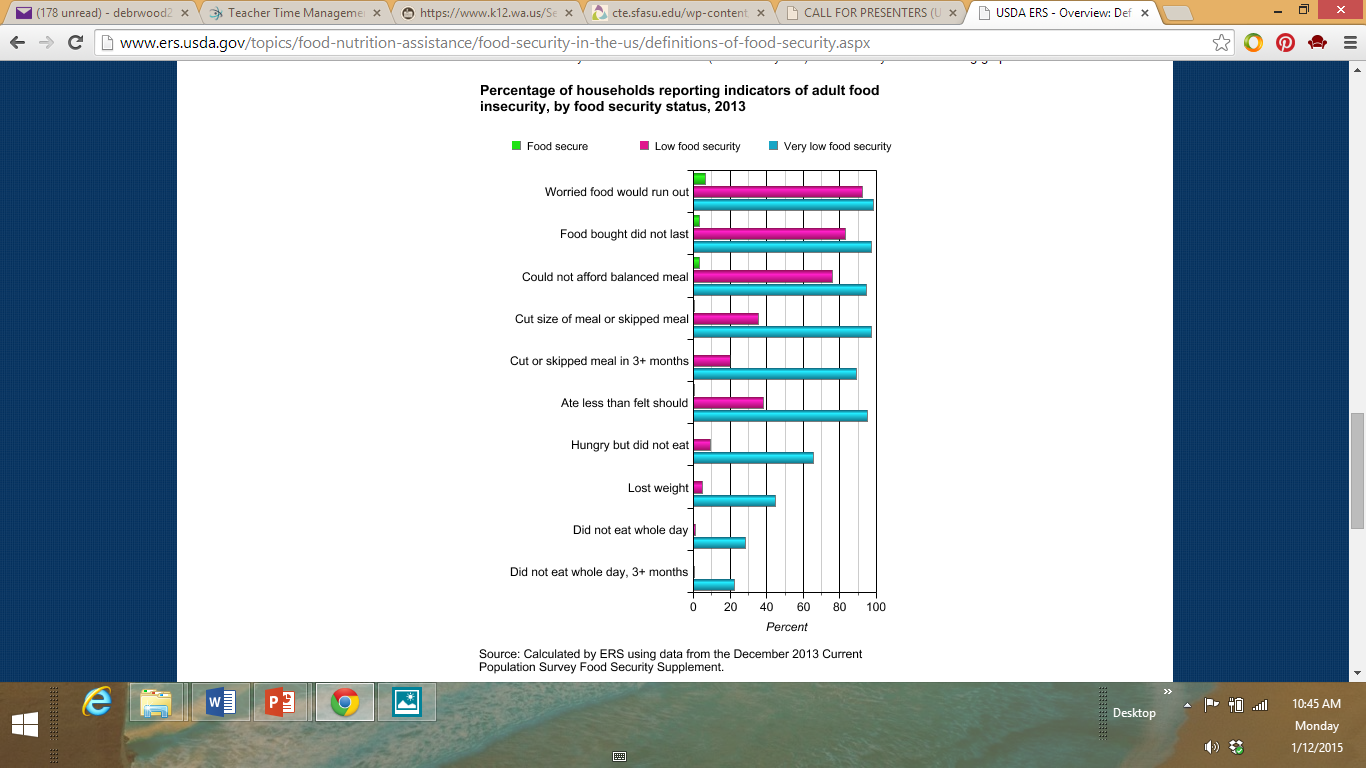 (178 unread) - debrwood2
Teacher Time Manageme
https://www.k12.wa.us/Se
cte.sfasu.edu/wp-content
CALL FOR PRESENTERS (U
USDA ERS - Overview: Def
www.ers.usda.gov/topics/food-nutrition-assistance/food-security-in-the-us/definitions-of-food-security.aspx
Percentage of households reporting indicators of adult food
insecurity, by food security status, 2013
Food secure
Low food security
Very low food security
Worried food would run out
Food bought did not last
Could not afford balanced meal
Cut size of meal or skipped meal
Cut or skipped meal in 3+ months
Ate less than felt should
Hungry but did not eat
Lost weight
Did not eat whole day
Did not eat whole day, 3+ months
0 20 40 60 80 100
Percent
Source: Calculated by ERS using data from the December 2013 Current
Population Survey Food Security Supplement.
Desktop
10:45 AM
Monday
1/12/2015